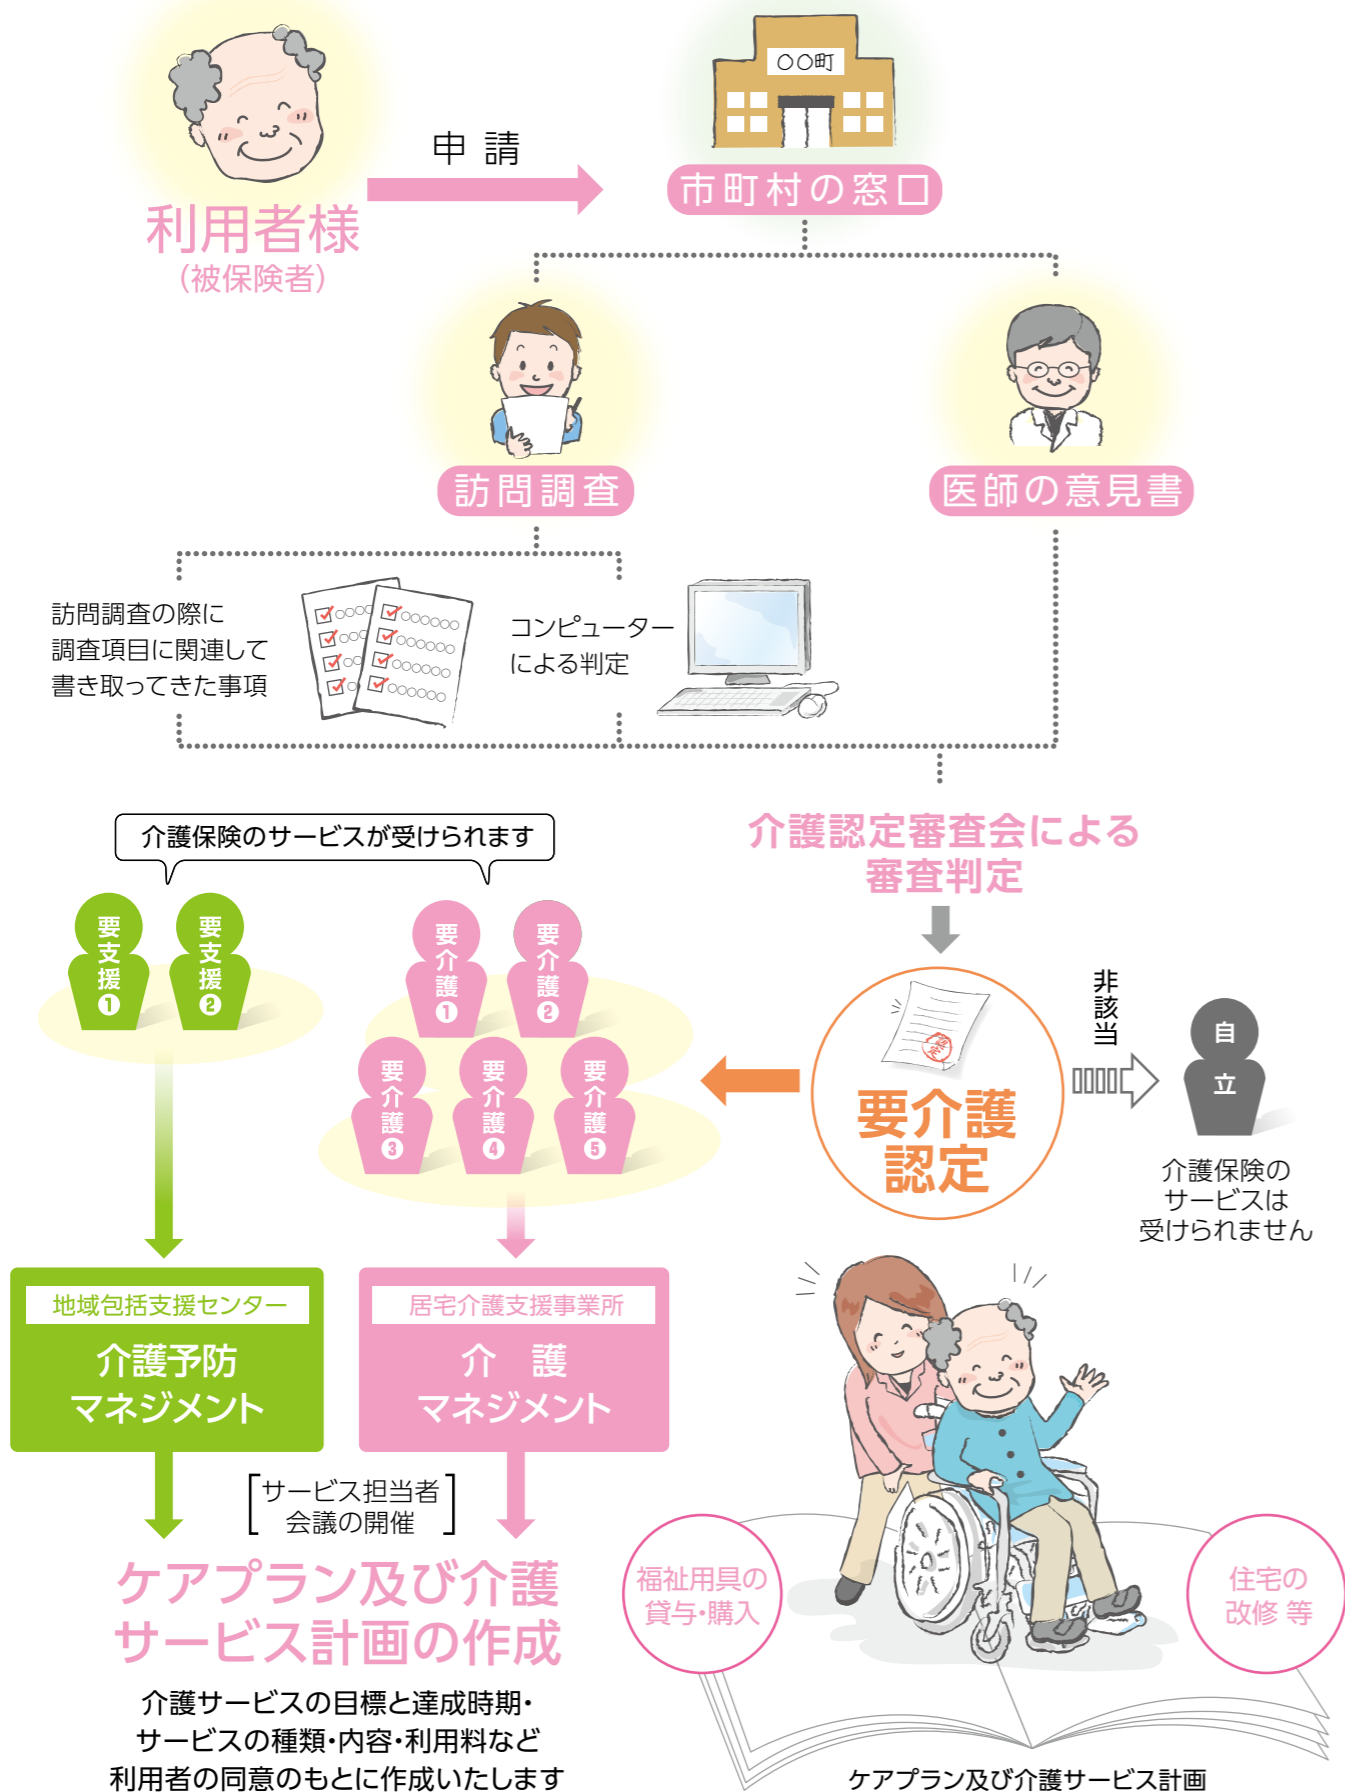 〇〇町
申 請
市町村の窓口
利用者様
(被保険者)
訪問調査
医師の意見書
訪問調査の際に
調査項目に関連して
書き取ってきた事項
○○○
○○○
○○
○
○○○○○○
○○○○○○
○○○○○○
○○○○○○
コンピューター
による判定
介護認定審査会による
審査判定
介護保険のサービスが受けられます
要支援❶
要支援❷
要介護❶
要介護❷
要介護❸
要介護❹
要介護❺
認定
要介護
認定
非該当
自立
介護保険の
サービスは
受けられません
地域包括支援センター
介護予防
マネジメント
居宅介護支援事業所
介 護
マネジメント
[サービス担当者
会議の開催]
ケアプラン及び介護
サービス計画の作成
介護サービスの目標と達成時期・
サービスの種類・内容・利用料など
利用者の同意のもとに作成いたします
福祉用具の
貸与・購入
住宅の
改修 等
ケアプラン及び介護サービス計画